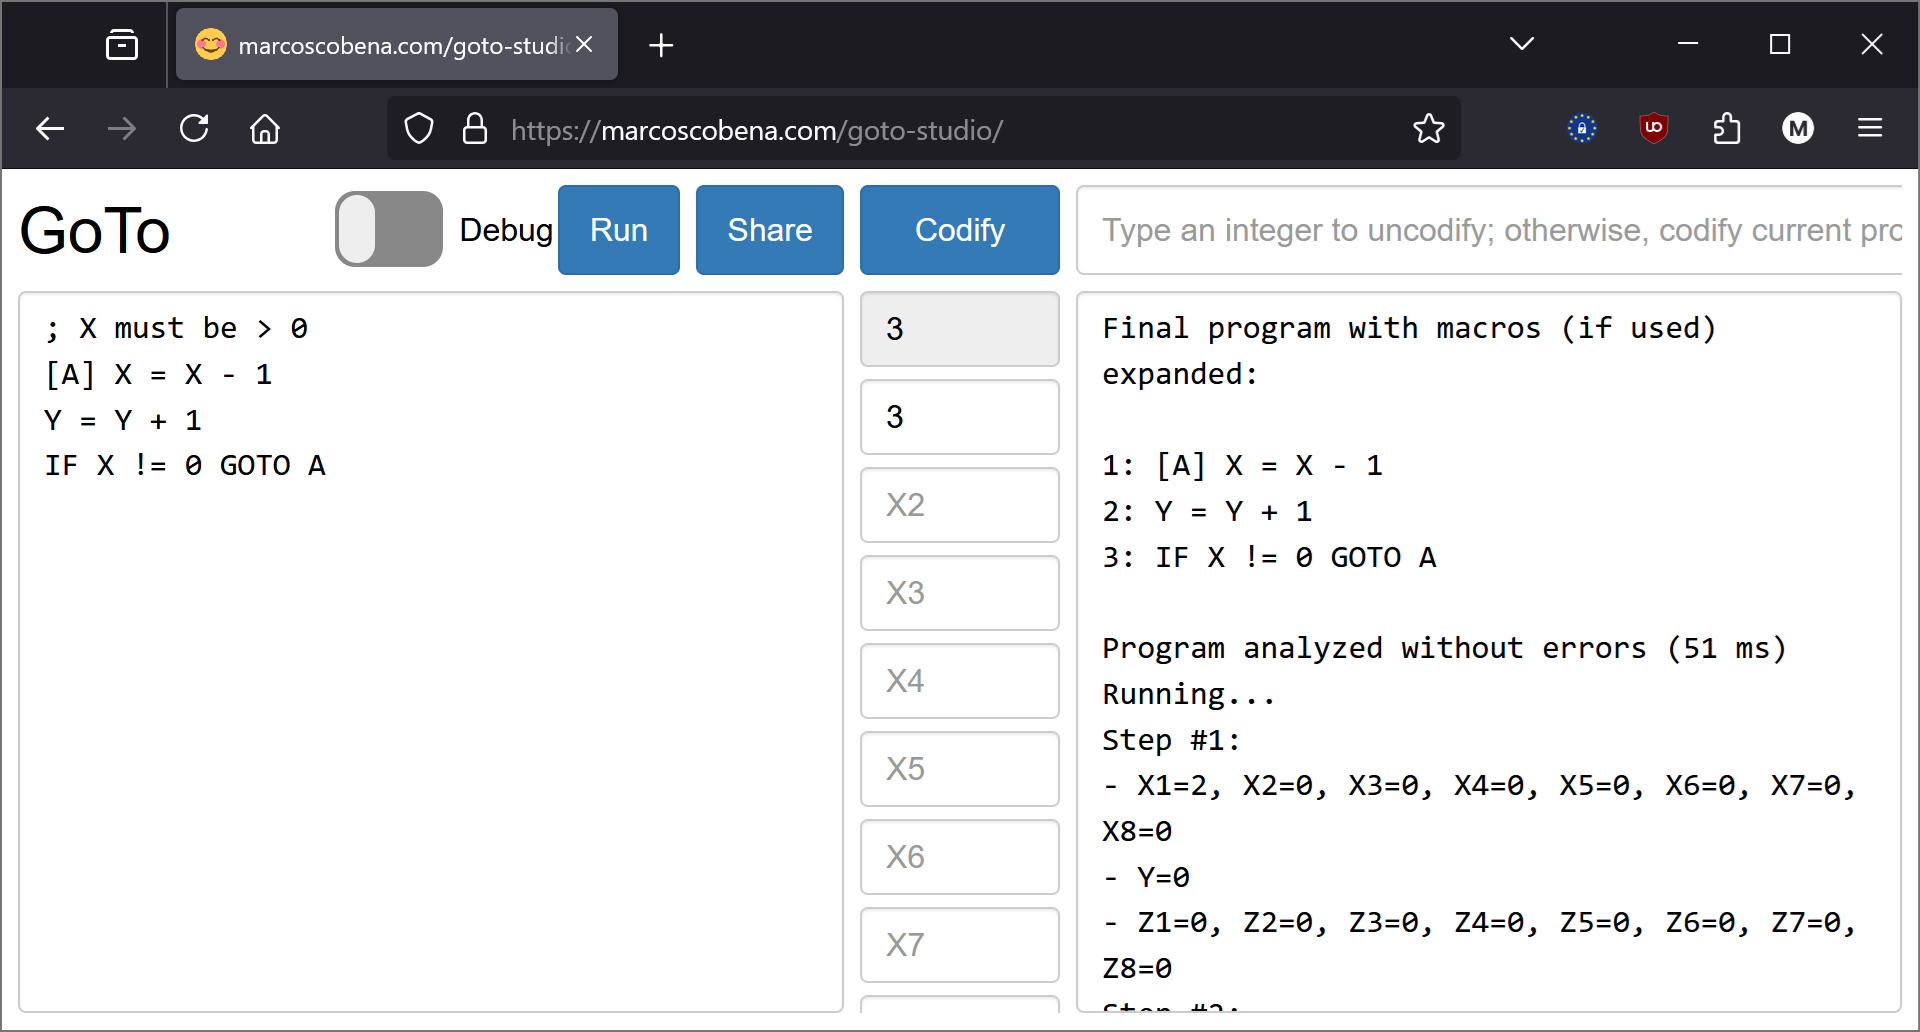 marcoscobena.com/goto-studi
https://marcoscobena.com/goto-studio/
GoTo
Debug
Run
Share
Codify
Type an integer to uncodify; otherwise, codify current pro
; X must be > 0
[A] X = X - 1
Y = Y + 1
IF X != 0 GOTO A
3
3
X2
X3
X4
X5
X6
X7
Final program with macros (if used)
expanded:
1: [A] X = X - 1
2: Y = Y + 1
3: IF X != 0 GOTO A
Program analyzed without errors (51 ms)
Running...
Step #1:
- X1=2, X2=0, X3=0, X4=0, X5=0, X6=0, X7=0,
X8=0
- Y=0
- Z1=0, Z2=0, Z3=0, Z4=0, Z5=0, Z6=0, Z7=0,
Z8=0
Step #2:
M